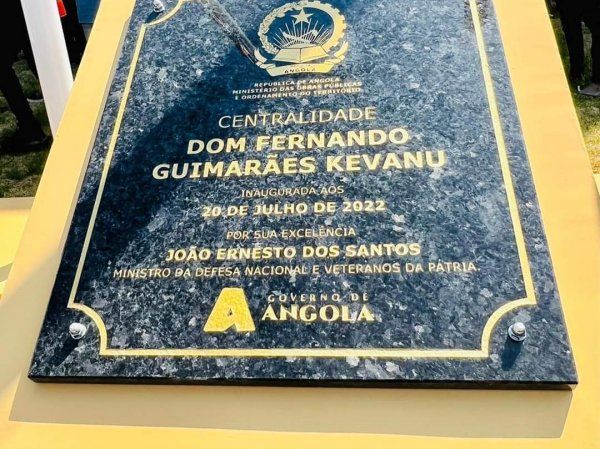 ANGOLA
REPÚBLICA DE ANGOLA
MINISTÉRIO DAS OBRAS PÚBLICAS
E ORDENAMENTO DO TERRITÓRIO
CENTRALIDADE
DOM FERNANDO
GUIMARÃES KEVANU
INAUGURADA AOS
20 DE JULHO DE 2022
POR SUA EXCELÊNCIA
JOÃO ERNESTO DOS SANTOS
MINISTRO DA DEFESA NACIONAL E VETERANOS DA PÁTRIA.
GOVERNO DE
ANGOLA